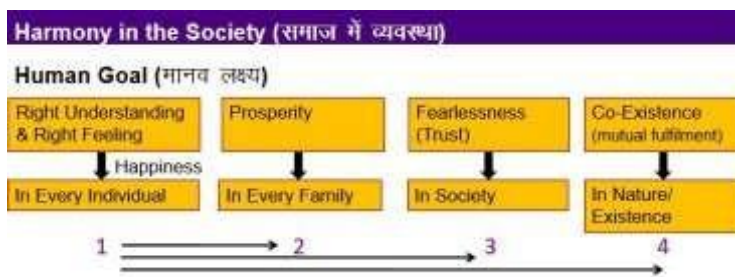 Harmony in the Society (समाज में व्यवस्था)
Human Goal (मानव लक्ष्य)
Right Understanding
& Right Feeling
Prosperity
Fearlessness
(Trust)
Co-Existence
(mutual fulfilment)
Happiness
In Every Individual
In Every Family
In Society
In Nature/
Existence
1
2
3
4